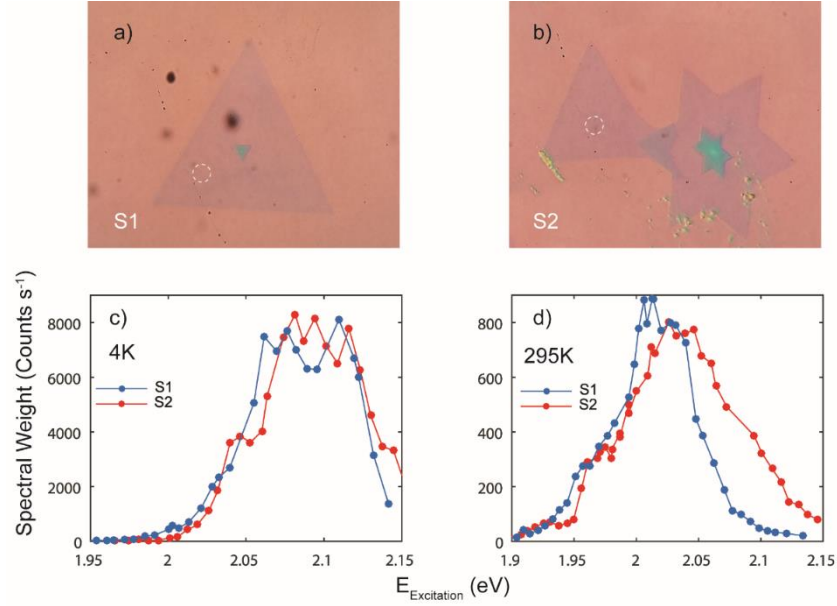 a)
S1
b)
S2
Spectral Weight (Counts s⁻¹)
c)
4K
S1
S2
8000
6000
4000
2000
0
1.95
2
2.05
2.1
2.15
d)
295K
S1
S2
800
600
400
200
0
1.9
1.95
2
2.05
2.1
2.15
E_Excitation (eV)